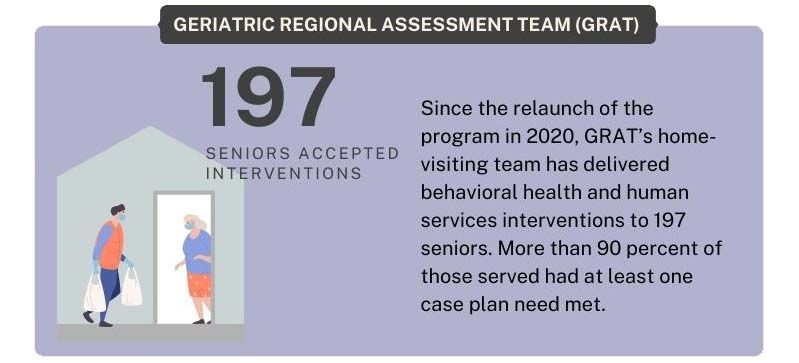 GERIATRIC REGIONAL ASSESSMENT TEAM (GRAT)
197
SENIORS ACCEPTED
INTERVENTIONS
Since the relaunch of the
program in 2020, GRAT's home-
visiting team has delivered
behavioral health and human
services interventions to 197
seniors. More than 90 percent of
those served had at least one
case plan need met.